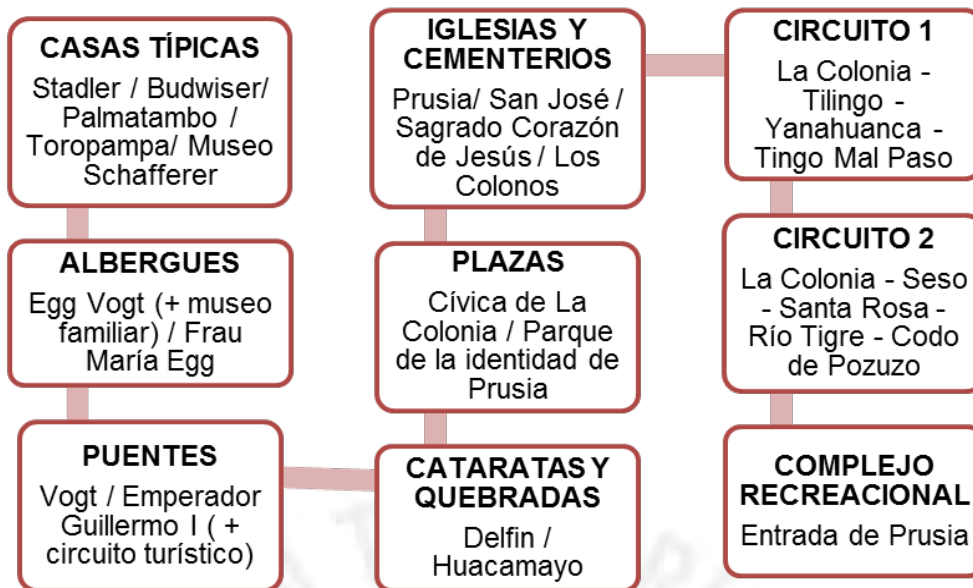 CASAS TÍPICAS
Stadler / Budwiser/
Palmatambo /
Toropampa/ Museo
Schafferer
ALBERGUES
Egg Vogt (+ museo
familiar) / Frau
María Egg
PUENTES
Vogt / Emperador
Guillermo I ( +
circuito turístico)
CATARATAS Y
QUEBRADAS
Delfin /
Huacamayo
PLAZAS
Cívica de La
Colonia / Parque
de la identidad de
Prusia
IGLESIAS Y
CEMENTERIOS
Prusia/ San José /
Sagrado Corazón
de Jesús / Los
Colonos
CIRCUITO 1
La Colonia -
Tilingo -
Yanahuanca -
Tingo Mal Paso
CIRCUITO 2
La Colonia - Seso
- Santa Rosa -
Río Tigre - Codo
de Pozuzo
COMPLEJO
RECREACIONAL
Entrada de Prusia